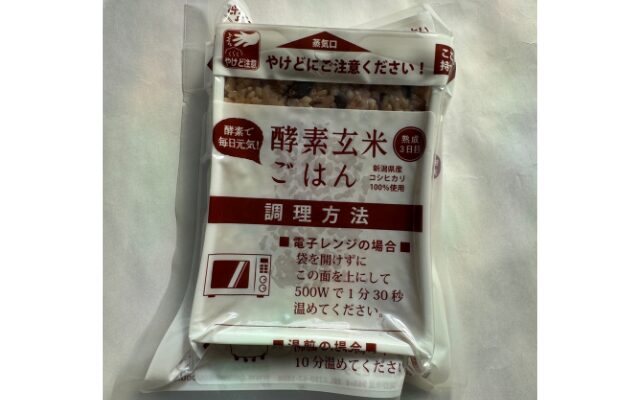 蒸気口
やけど注意
やけどにご注意ください！
酵素で
毎日元気！
酵素玄米
ごはん
熟成
3日目
新潟県産
コシヒカリ
100%使用
調理方法
■電子レンジの場合■
袋を開けずに
この面を上にして
500Wで1分30秒
温めてください。
■湯煎の場合■
10分温めてください